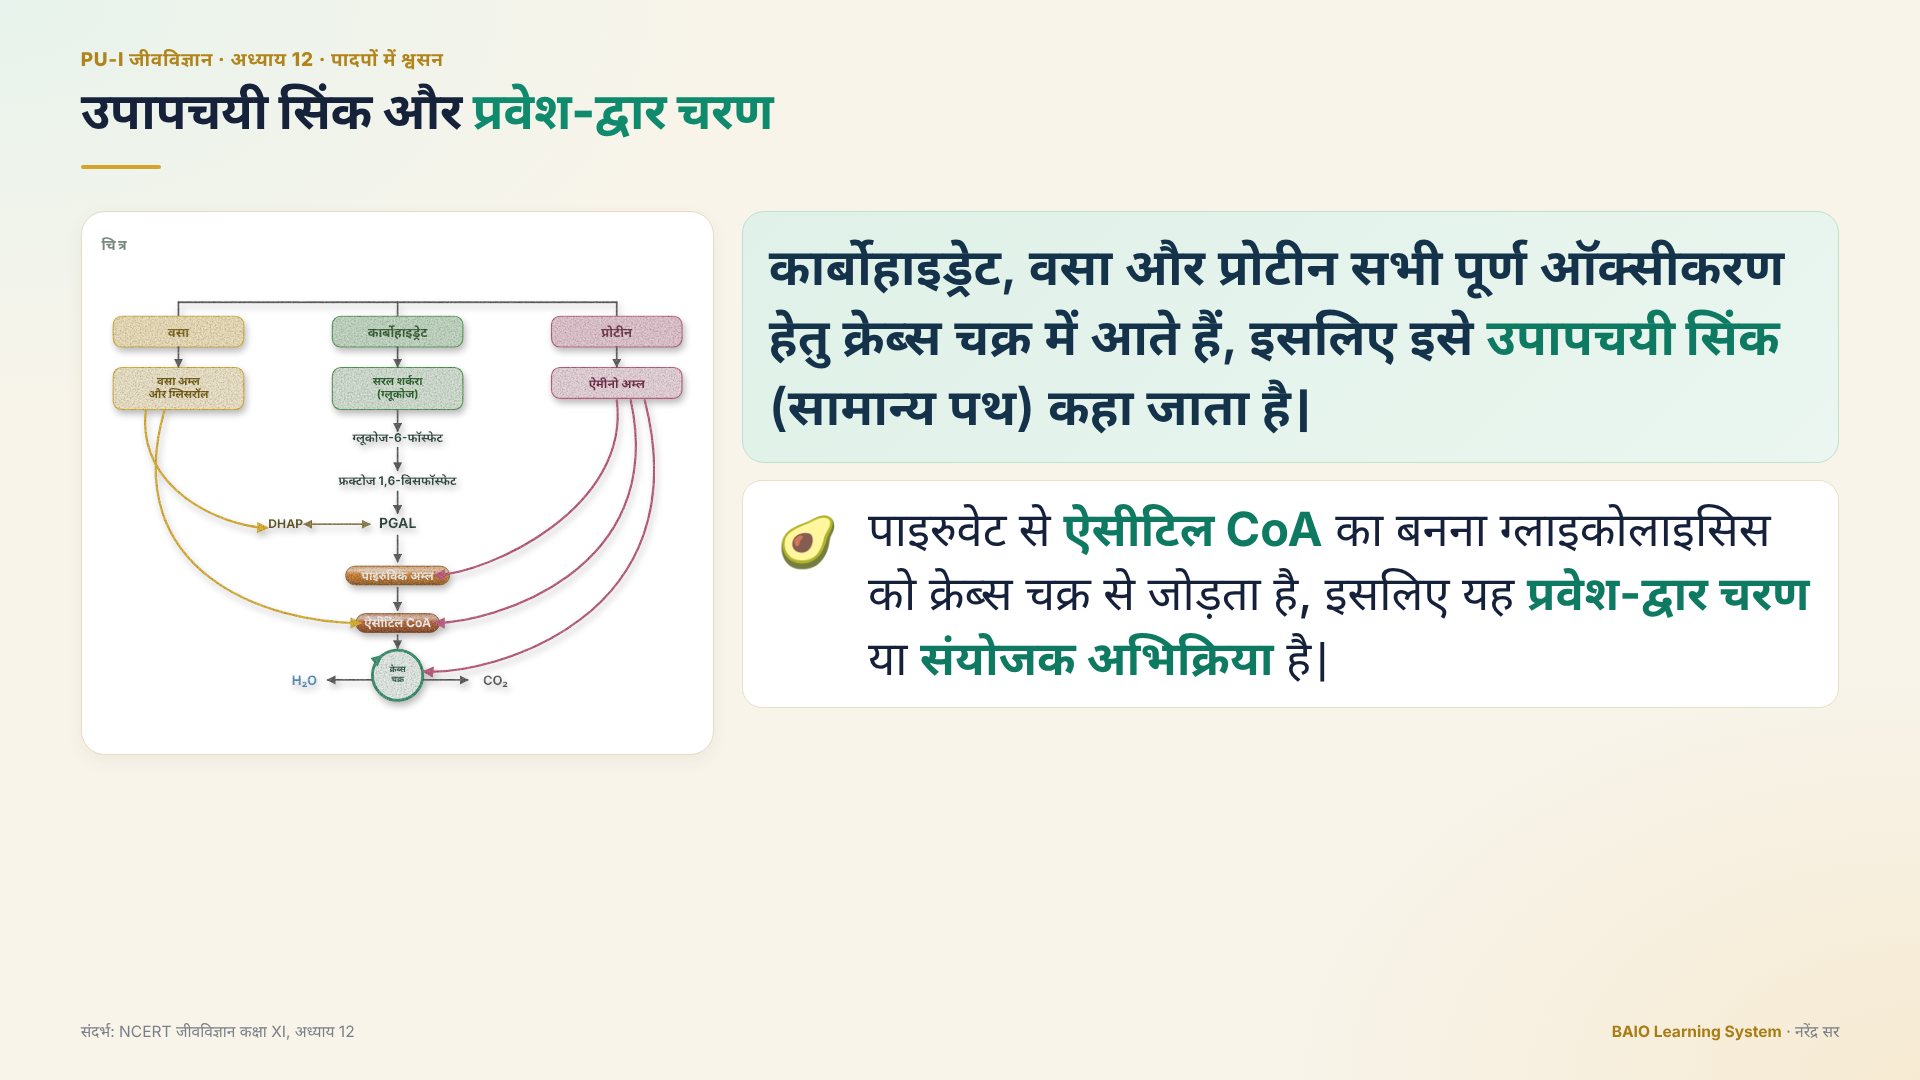 PU-I जीवविज्ञान · अध्याय 12 · पादपों में श्वसन
उपापचयी सिंक और प्रवेश-द्वार चरण
चित्र
वसा
कार्बोहाइड्रेट
प्रोटीन
वसा अम्ल
और ग्लिसरॉल
सरल शर्करा
(ग्लूकोज)
ऐमीनो अम्ल
ग्लूकोज-6-फॉस्फेट
फ्रक्टोज 1,6-बिसफॉस्फेट
DHAP
PGAL
पाइरुविक अम्ल
ऐसीटिल CoA
क्रेब्स
चक्र
H₂O
CO₂
कार्बोहाइड्रेट, वसा और प्रोटीन सभी पूर्ण ऑक्सीकरण
हेतु क्रेब्स चक्र में आते हैं, इसलिए इसे उपापचयी सिंक
(सामान्य पथ) कहा जाता है|
पाइरुवेट से ऐसीटिल CoA का बनना ग्लाइकोलाइसिस
को क्रेब्स चक्र से जोड़ता है, इसलिए यह प्रवेश-द्वार चरण
या संयोजक अभिक्रिया है|
संदर्भ: NCERT जीवविज्ञान कक्षा XI, अध्याय 12
BAIO Learning System · नरेंद्र सर